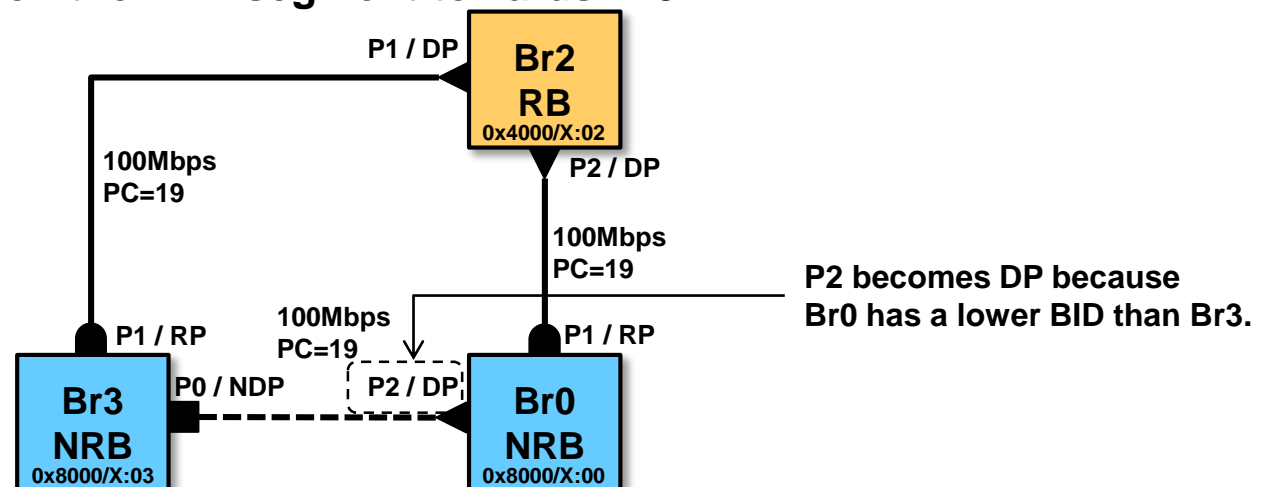 P1 / DP
Br2
RB
0x4000/X:02
100Mbps
PC=19
P2 / DP
100Mbps
PC=19
P2 becomes DP because
Br0 has a lower BID than Br3.
100Mbps
PC=19
P1 / RP
P1 / RP
P0 / NDP
P2 / DP
Br3
NRB
0x8000/X:03
Br0
NRB
0x8000/X:00